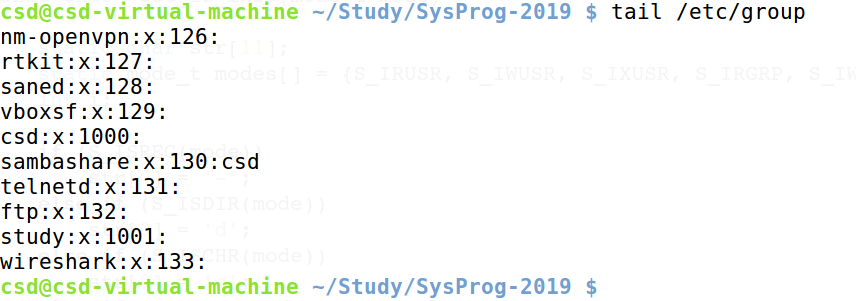 csd@csd-virtual-machine ~/Study/SysProg-2019 $ tail /etc/group
nm-openvpn:x:126:
rtkit:x:127:
saned:x:128:
vboxsf:x:129:
csd:x:1000:
sambashare:x:130:csd
telnetd:x:131:
ftp:x:132:
study:x:1001:
wireshark:x:133:
csd@csd-virtual-machine ~/Study/SysProg-2019 $